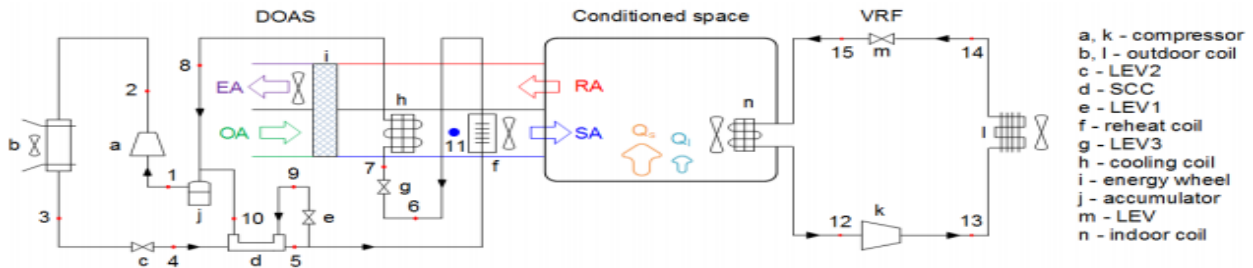 DOAS
Conditioned space
VRF
8
i
15
m
14
2
EA
RA
h
n
b
a
OA
11
SA
Qs
Ql
l
f
1
7
9
g
3
j
10
e
6
12
k
13
c
4
d
5
a, k - compressor
b, l - outdoor coil
c - LEV2
d - SCC
e - LEV1
f - reheat coil
g - LEV3
h - cooling coil
i - energy wheel
j - accumulator
m - LEV
n - indoor coil